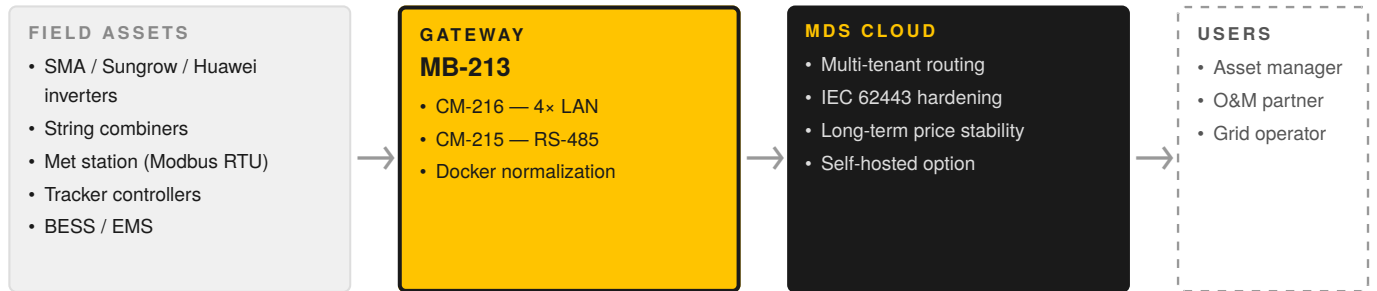 FIELD ASSETS
• SMA / Sungrow / Huawei
inverters
• String combiners
• Met station (Modbus RTU)
• Tracker controllers
• BESS / EMS
GATEWAY
MB-213
• CM-216 — 4× LAN
• CM-215 — RS-485
• Docker normalization
MDS CLOUD
• Multi-tenant routing
• IEC 62443 hardening
• Long-term price stability
• Self-hosted option
USERS
• Asset manager
• O&M partner
• Grid operator